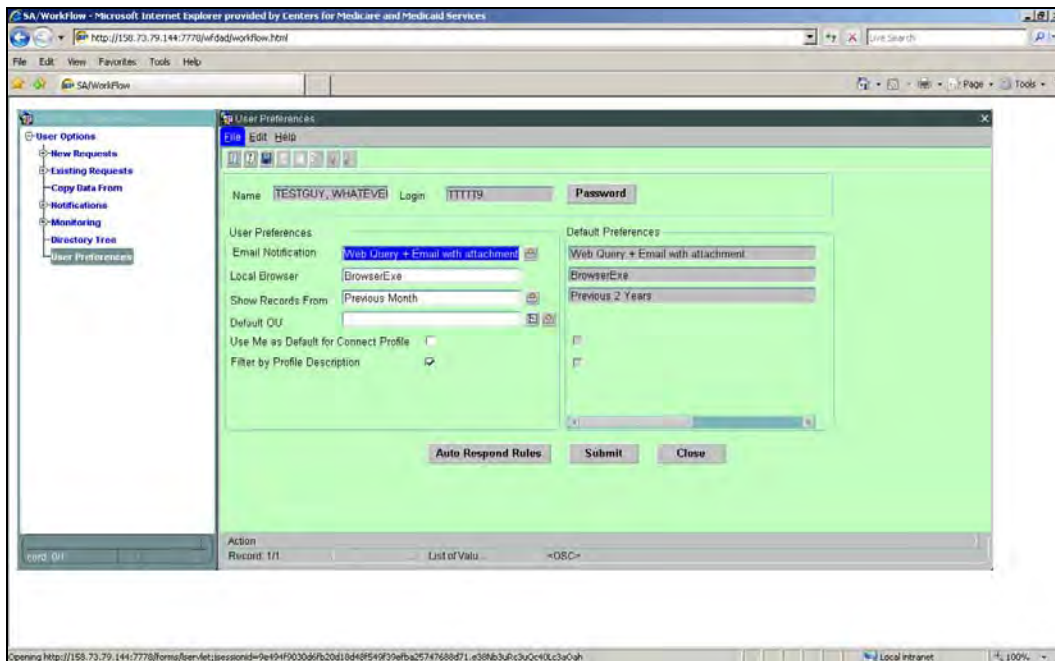 SA/WorkFlow - Microsoft Internet Explorer provided by Centers for Medicare and Medicaid Services
http://158.73.79.144:7778/wfdad/workflow.html
Live Search
File Edit View Favorites Tools Help
SA/WorkFlow
Page Tools
User Options
New Requests
Existing Requests
Copy Data From
Notifications
Monitoring
Directory Tree
User Preferences
User Preferences
File Edit Help
Name TESTGUY, WHATEVE Login TTTTT9 Password
User Preferences
Email Notification Web Query + Email with attachment
Local Browser BrowserExe
Show Records From Previous Month
Default OU
Use Me as Default for Connect Profile
Filter by Profile Description
Default Preferences
Web Query + Email with attachment
BrowserExe
Previous 2 Years
Auto Respond Rules Submit Close
Action
Record: 1/1 List of Valu... <OSC>
Local intranet 100%